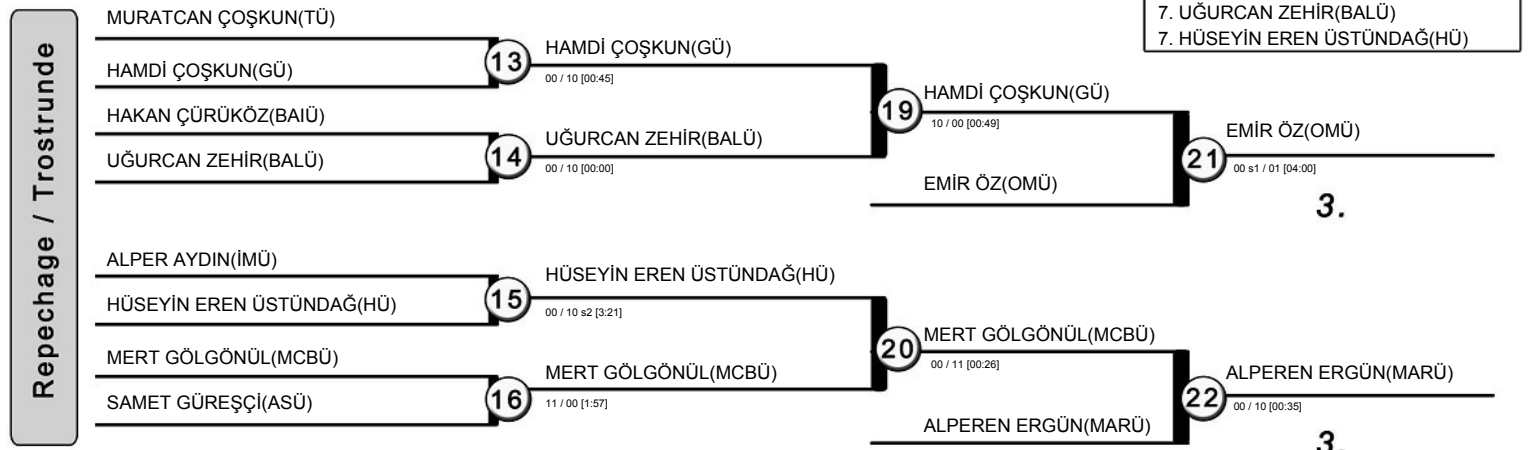 Repechage / Trostrunde
7. UĞURCAN ZEHİR(BALÜ)
7. HÜSEYİN EREN ÜSTÜNDAĞ(HÜ)
MURATCAN ÇOŞKUN(TÜ)
HAMDİ ÇOŞKUN(GÜ)
13
HAMDİ ÇOŞKUN(GÜ)
00 / 10 [00:45]
HAKAN ÇÜRÜKÖZ(BAIÜ)
UĞURCAN ZEHİR(BALÜ)
14
UĞURCAN ZEHİR(BALÜ)
00 / 10 [00:00]
19
HAMDİ ÇOŞKUN(GÜ)
10 / 00 [00:49]
EMİR ÖZ(OMÜ)
21
EMİR ÖZ(OMÜ)
00 s1 / 01 [04:00]
3.
ALPER AYDIN(İMÜ)
HÜSEYİN EREN ÜSTÜNDAĞ(HÜ)
15
HÜSEYİN EREN ÜSTÜNDAĞ(HÜ)
00 / 10 s2 [3:21]
MERT GÖLGÖNÜL(MCBÜ)
SAMET GÜREŞÇİ(ASÜ)
16
MERT GÖLGÖNÜL(MCBÜ)
11 / 00 [1:57]
20
MERT GÖLGÖNÜL(MCBÜ)
00 / 11 [00:26]
ALPEREN ERGÜN(MARÜ)
22
ALPEREN ERGÜN(MARÜ)
00 / 10 [00:35]
3.